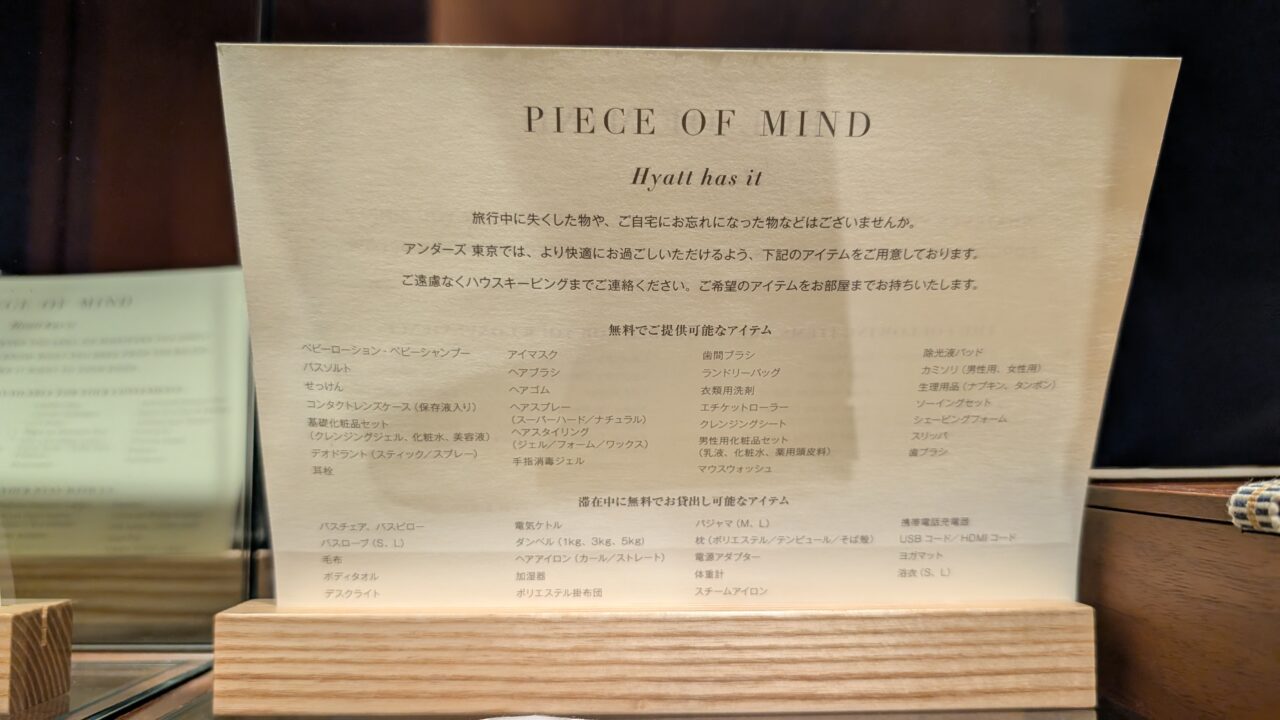 PIECE OF MIND
Hyatt has it
旅行中に失くした物や、ご自宅にお忘れになった物などはございませんか。
アンダーズ 東京では、より快適にお過ごしいただけるよう、下記のアイテムをご用意しております。
ご遠慮なくハウスキーピングまでご連絡ください。ご希望のアイテムをお部屋までお持ちいたします。
無料でご提供可能なアイテム
ベビーローション・ベビーシャンプー
バスソルト
せっけん
コンタクトレンズケース（保存液入り）
基礎化粧品セット
（クレンジングジェル、化粧水、美容液）
デオドラント（スティック／スプレー）
耳栓
アイマスク
ヘアブラシ
ヘアゴム
ヘアスプレー
（スーパーハード／ナチュラル）
ヘアスタイリング
（ジェル／フォーム／ワックス）
手指消毒ジェル
歯間ブラシ
ランドリーバッグ
衣類用洗剤
エチケットローラー
クレンジングシート
男性用化粧品セット
（乳液、化粧水、薬用頭皮料）
マウスウォッシュ
除光液パッド
カミソリ（男性用、女性用）
生理用品（ナプキン、タンポン）
ソーイングセット
シェービングフォーム
スリッパ
歯ブラシ
滞在中に無料でお貸出し可能なアイテム
バスチェア、バスピロー
バスローブ（S、L）
毛布
ボディタオル
デスクライト
電気ケトル
ダンベル（1kg、3kg、5kg）
ヘアアイロン（カール／ストレート）
加湿器
ポリエステル掛布団
パジャマ（M、L）
枕（ポリエステル／テンピュール／そば殻）
電源アダプター
体重計
スチームアイロン
携帯電話充電器
USBコード／HDMIコード
ヨガマット
浴衣（S、L）
PIECE OF MIND